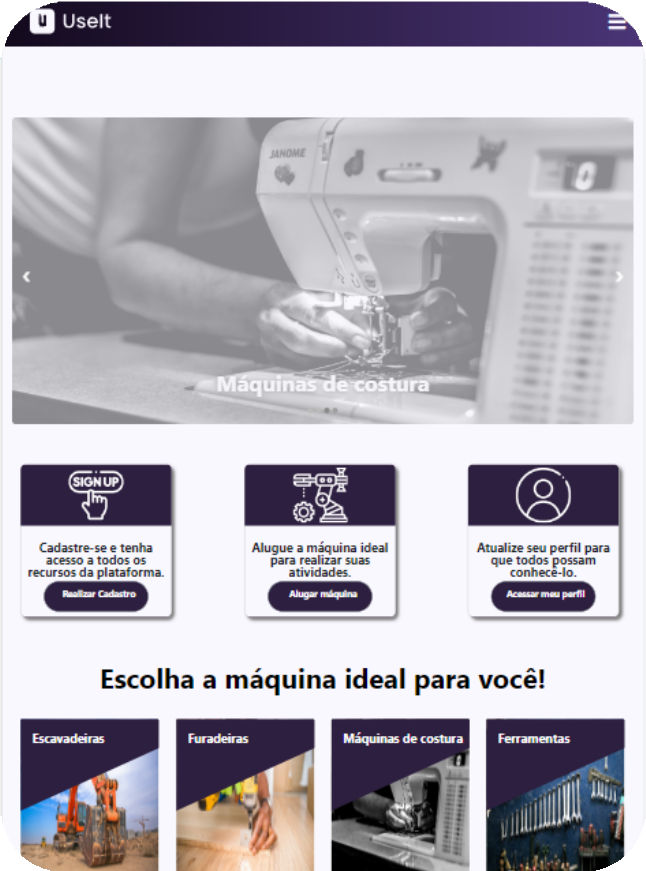 U UseIt
JANOME
Máquinas de costura
SIGN UP
Cadastre-se e tenha
acesso a todos os
recursos da plataforma.
Realizar Cadastro
Alugue a máquina ideal
para realizar suas
atividades.
Alugar máquina
Atualize seu perfil para
que todos possam
conhecê-lo.
Acessar meu perfil
Escolha a máquina ideal para você!
Escavadeiras
Furadeiras
Máquinas de costura
Ferramentas